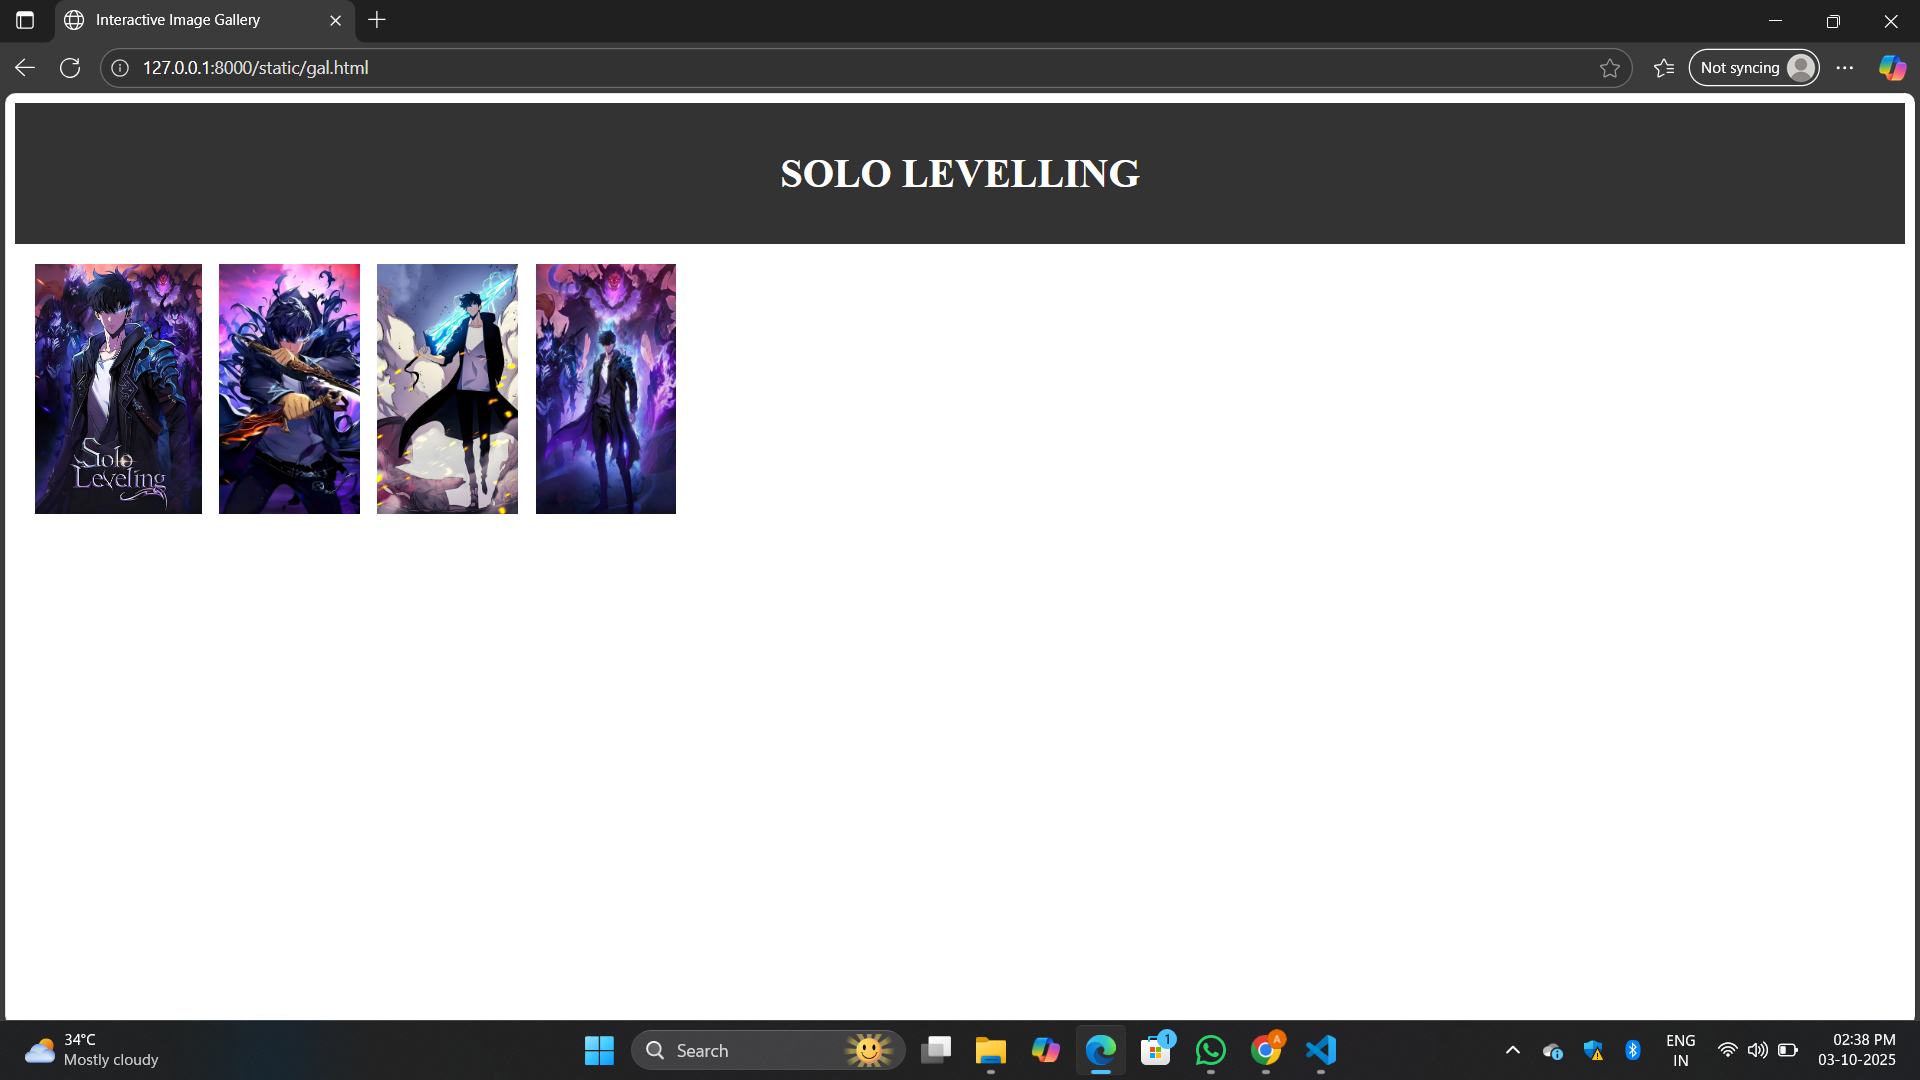 Interactive Image Gallery
127.0.0.1:8000/static/gal.html
Not syncing
SOLO LEVELLING
Solo
Leveling
34°C
Mostly cloudy
Search
1
A
ENG
IN
02:38 PM
03-10-2025